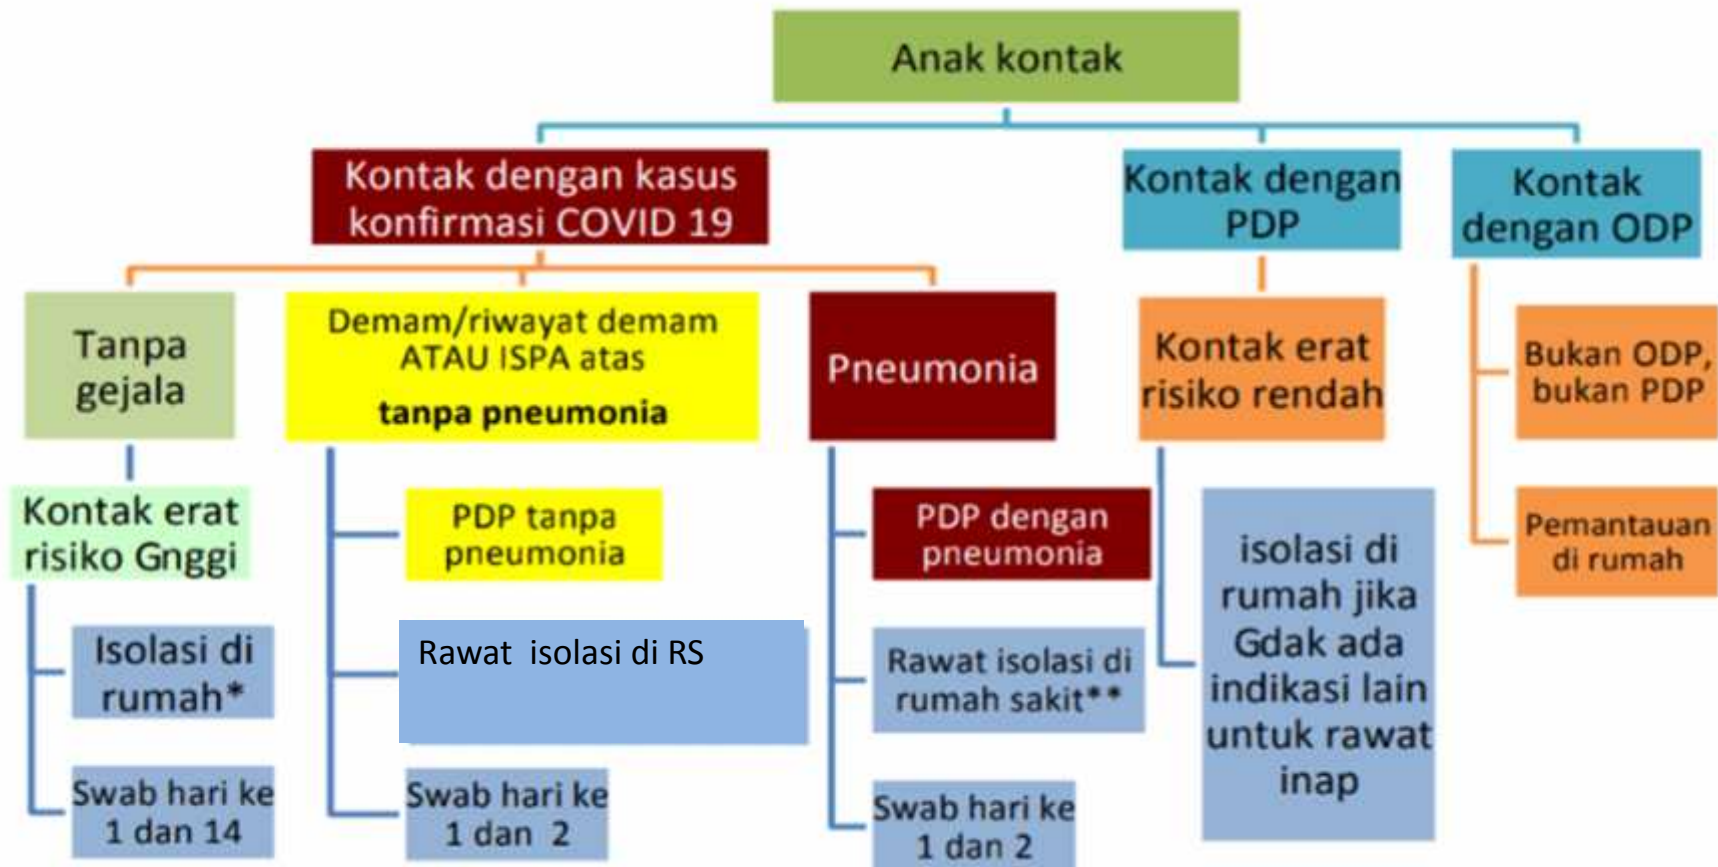 Anak kontak
Kontak dengan kasus
konfirmasi COVID 19
Kontak dengan
PDP
Kontak
dengan ODP
Tanpa
gejala
Demam/riwayat demam
ATAU ISPA atas
tanpa pneumonia
Pneumonia
Kontak erat
risiko rendah
Bukan ODP,
bukan PDP
Kontak erat
risiko Gnggi
PDP tanpa
pneumonia
PDP dengan
pneumonia
isolasi di
rumah jika
Gdak ada
indikasi lain
untuk rawat
inap
Pemantauan
di rumah
Isolasi di
rumah*
Rawat isolasi di RS
Rawat isolasi di
rumah sakit**
Swab hari ke
1 dan 14
Swab hari ke
1 dan 2
Swab hari ke
1 dan 2